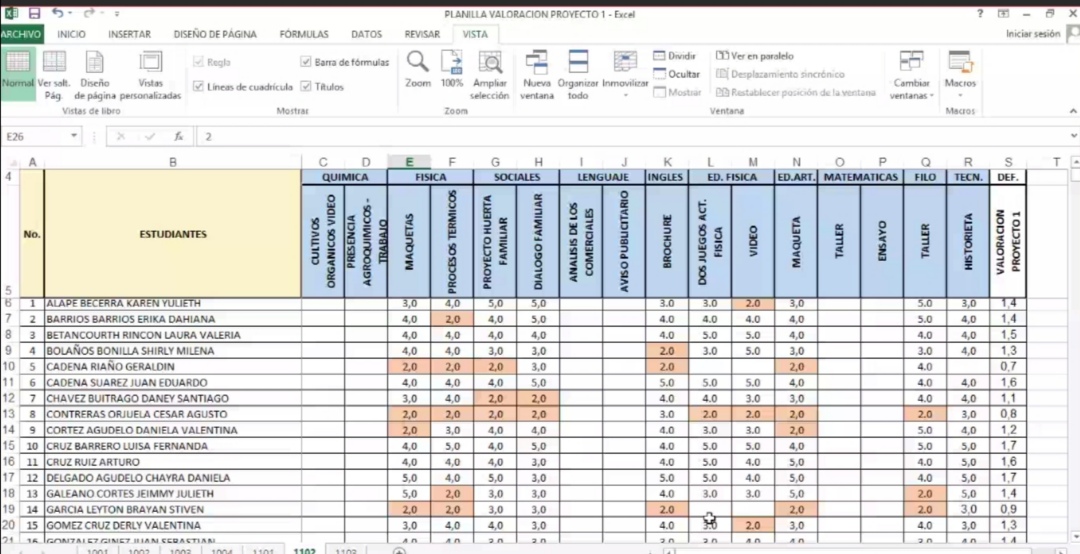 PLANILLA VALORACION PROYECTO 1 - Excel
ARCHIVO INICIO INSERTAR DISEÑO DE PÁGINA FÓRMULAS DATOS REVISAR VISTA Iniciar sesión
Normal Ver salt. Pág. Diseño de página Vistas personalizadas
Vistas de libro
Regla Barra de fórmulas
Líneas de cuadrícula Títulos
Mostrar
Zoom 100% Ampliar selección
Zoom
Nueva ventana Organizar todo Inmovilizar
Dividir Ver en paralelo
Ocultar Desplazamiento sincrónico
Mostrar Restablecer posición de la ventana
Ventana
Cambiar ventanas
Macros
Macros
E26 fx 2
A B C D E F G H I J K L M N O P Q R S T
4 QUIMICA FISICA SOCIALES LENGUAJE INGLES ED. FISICA ED.ART. MATEMATICAS FILO TECN. DEF.
5 No. ESTUDIANTES CULTIVOS ORGANICOS VIDEO PRESENCIA AGROQUIMICOS - TRABAJO MAQUETAS PROCESOS TERMICOS PROYECTO HUERTA FAMILIAR DIALOGO FAMILIAR ANALISIS DE LOS COMERCIALES AVISO PUBLICITARIO BROCHURE DOS JUEGOS ACT. FISICA VIDEO MAQUETA TALLER ENSAYO TALLER HISTORIETA VALORACION PROYECTO 1
6 1 ALAPE BECERRA KAREN YULIETH 3,0 4,0 5,0 5,0 3.0 3.0 2.0 3,0 5.0 3,0 1,4
7 2 BARRIOS BARRIOS ERIKA DAHIANA 4,0 2,0 4,0 5,0 4.0 4.0 4.0 4,0 5.0 4,0 1,4
8 3 BETANCOURTH RINCON LAURA VALERIA 4,0 4,0 4,0 4,0 4.0 5.0 5.0 4,0 4.0 4,0 1,5
9 4 BOLAÑOS BONILLA SHIRLY MILENA 4,0 4,0 3,0 3,0 2.0 3.0 5.0 3,0 3.0 4,0 1,3
10 5 CADENA RIAÑO GERALDIN 2,0 2,0 2,0 3,0 2.0 2,0 4.0 0,7
11 6 CADENA SUAREZ JUAN EDUARDO 4,0 4,0 4,0 5,0 5.0 5.0 5.0 4,0 4.0 4,0 1,6
12 7 CHAVEZ BUITRAGO DANEY SANTIAGO 3,0 4,0 2,0 2,0 4.0 4.0 3.0 3,0 4.0 4,0 1,1
13 8 CONTRERAS ORJUELA CESAR AGUSTO 2,0 2,0 2,0 2,0 3.0 2.0 2.0 2,0 2.0 3,0 0,8
14 9 CORTEZ AGUDELO DANIELA VALENTINA 2,0 3,0 4,0 4,0 4.0 3.0 3.0 2,0 4.0 5,0 1,2
15 10 CRUZ BARRERO LUISA FERNANDA 4,0 5,0 4,0 5,0 4.0 5.0 5.0 4,0 4.0 5,0 1,7
16 11 CRUZ RUIZ ARTURO 4,0 4,0 4,0 3,0 4.0 5.0 4.0 5,0 4.0 5,0 1,6
17 12 DELGADO AGUDELO CHAYRA DANIELA 5,0 4,0 5,0 3,0 5.0 5.0 4.0 5,0 4.0 5,0 1,7
18 13 GALEANO CORTES JEIMMY JULIETH 5,0 2,0 3,0 3,0 4.0 3.0 3.0 5,0 2.0 5,0 1,4
19 14 GARCIA LEYTON BRAYAN STIVEN 2,0 2,0 3,0 3,0 2.0 2,0 2.0 3,0 0,9
20 15 GOMEZ CRUZ DERLY VALENTINA 3,0 4,0 4,0 3,0 4.0 3.0 2.0 3,0 4.0 3,0 1,3
21 16 GONZALEZ GINEZ JUAN SEBASTIAN 1,4
1001 1002 1003 1004 1101 1102 1103